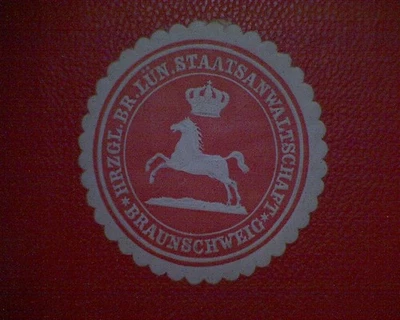 HRZGL. BR. LÜN. STAATSANWALTSCHAFT
* BRAUNSCHWEIG *